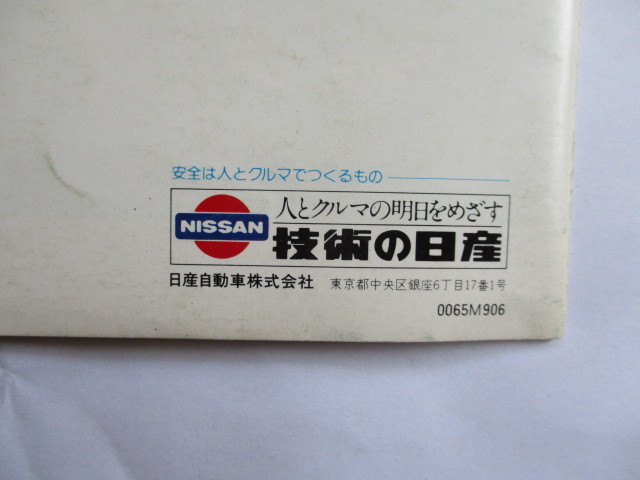 安全は人とクルマでつくるもの
NISSAN
人とクルマの明日をめざす
技術の日産
日産自動車株式会社 東京都中央区銀座6丁目17番1号
0065M906